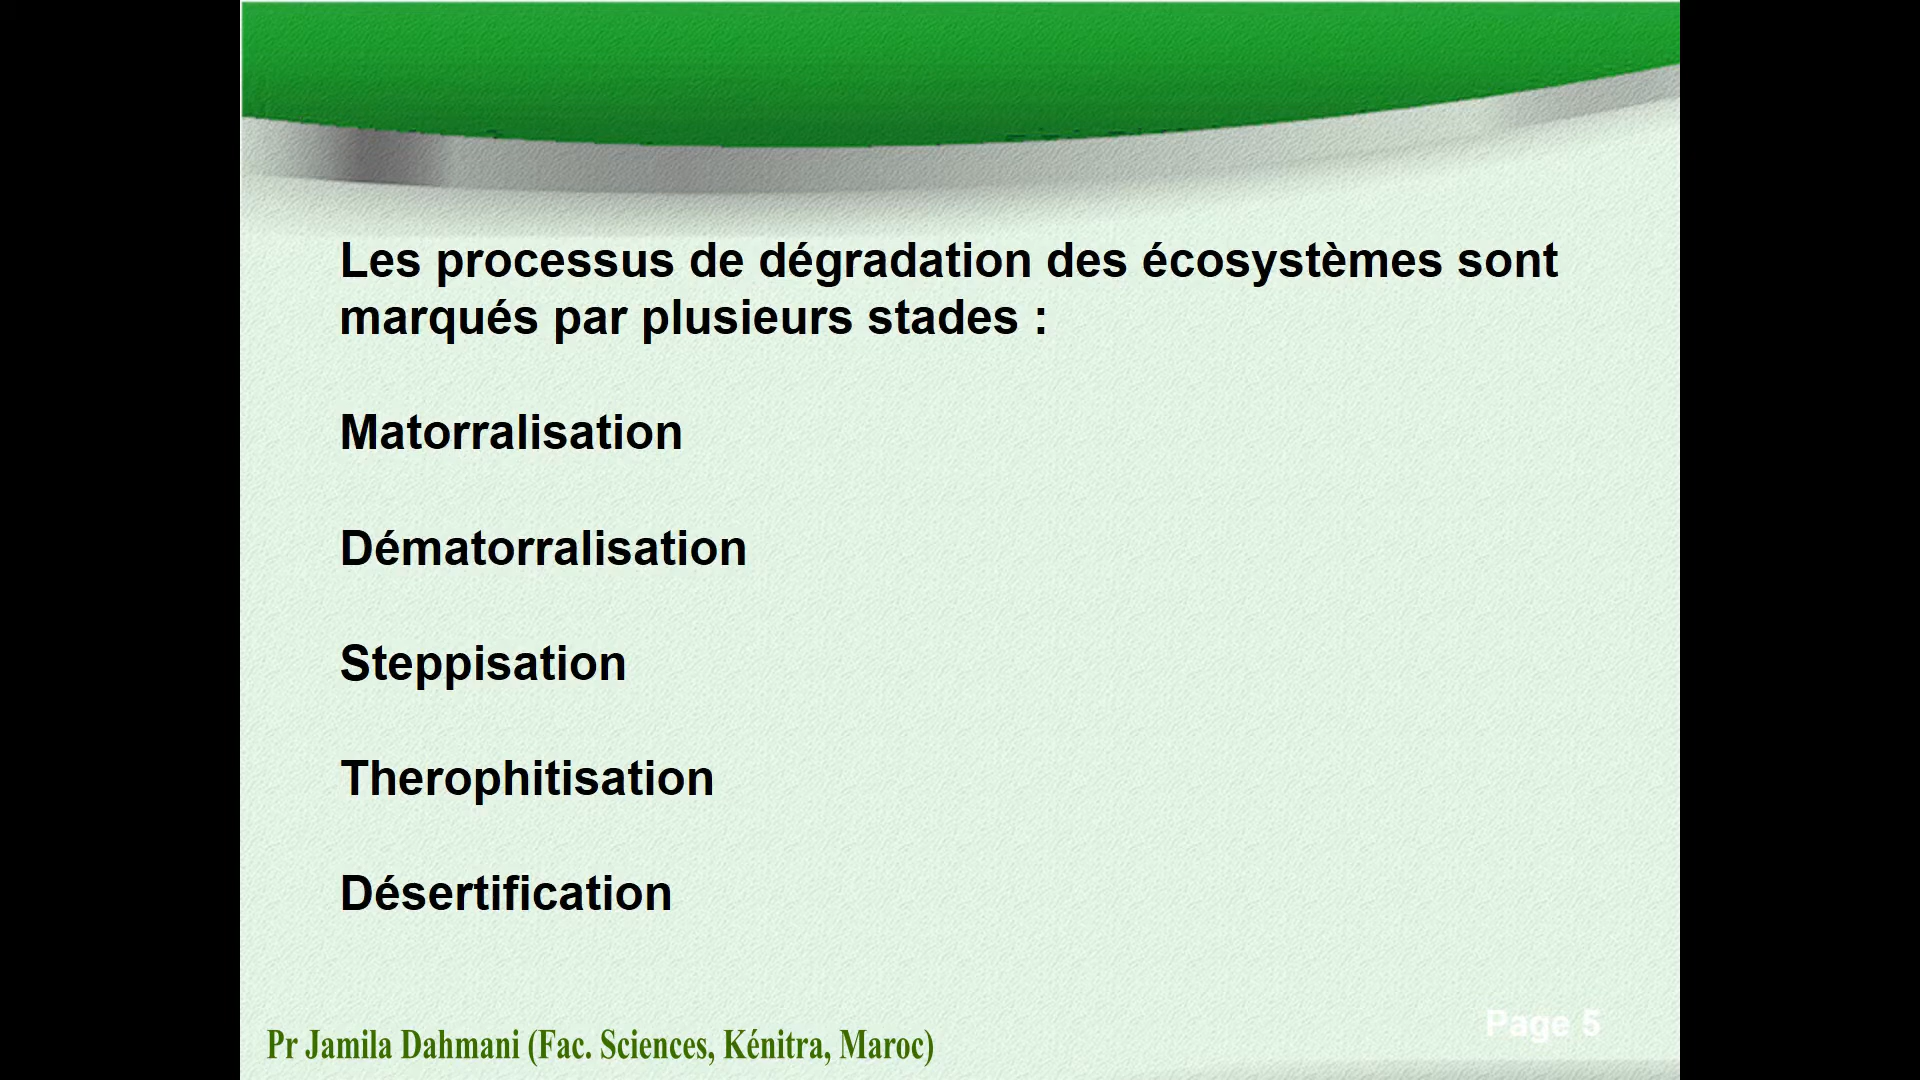 Les processus de dégradation des écosystèmes sont
marqués par plusieurs stades :
Matorralisation
Dématorralisation
Steppisation
Therophitisation
Désertification
Page 5
Pr Jamila Dahmani (Fac. Sciences, Kénitra, Maroc)